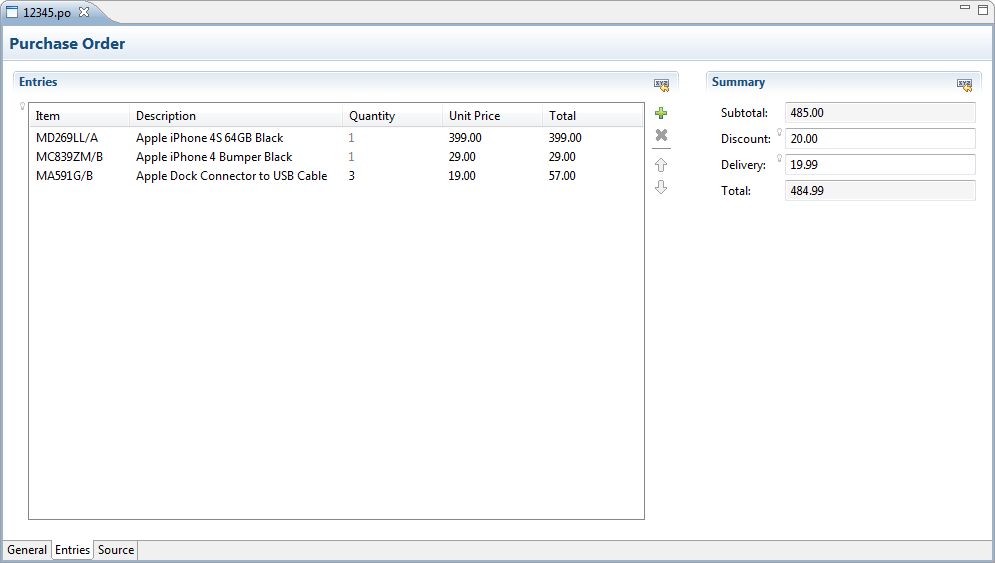 12345.po
Purchase Order
Entries
Item Description Quantity Unit Price Total
MD269LL/A Apple iPhone 4S 64GB Black 1 399.00 399.00
MC839ZM/B Apple iPhone 4 Bumper Black 1 29.00 29.00
MA591G/B Apple Dock Connector to USB Cable 3 19.00 57.00
Summary
Subtotal: 485.00
Discount: 20.00
Delivery: 19.99
Total: 484.99
General Entries Source